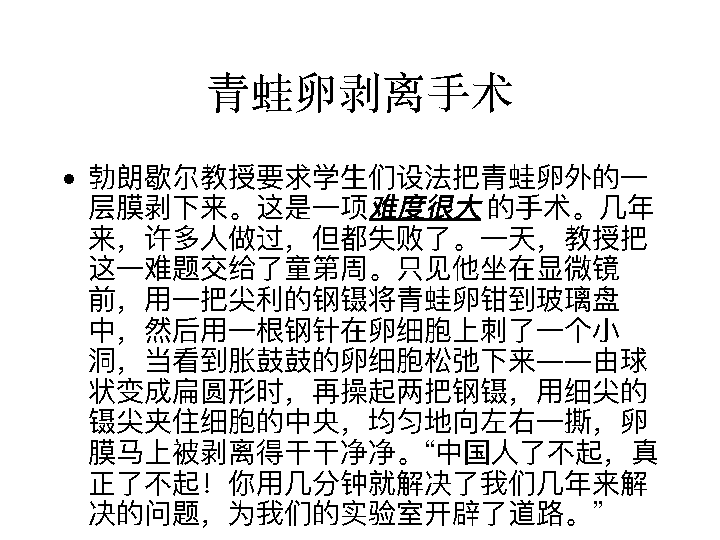 青蛙卵剥离手术
• 勃朗歇尔教授要求学生们设法把青蛙卵外的一
层膜剥下来。这是一项难度很大 的手术。几年
来，许多人做过，但都失败了。一天，教授把
这一难题交给了童第周。只见他坐在显微镜
前，用一把尖利的钢镊将青蛙卵钳到玻璃盘
中，然后用一根钢针在卵细胞上刺了一个小
洞，当看到胀鼓鼓的卵细胞松弛下来——由球
状变成扁圆形时，再操起两把钢镊，用细尖的
镊尖夹住细胞的中央，均匀地向左右一撕，卵
膜马上被剥离得干干净净。“中国人了不起，真
正了不起！你用几分钟就解决了我们几年来解
决的问题，为我们的实验室开辟了道路。”